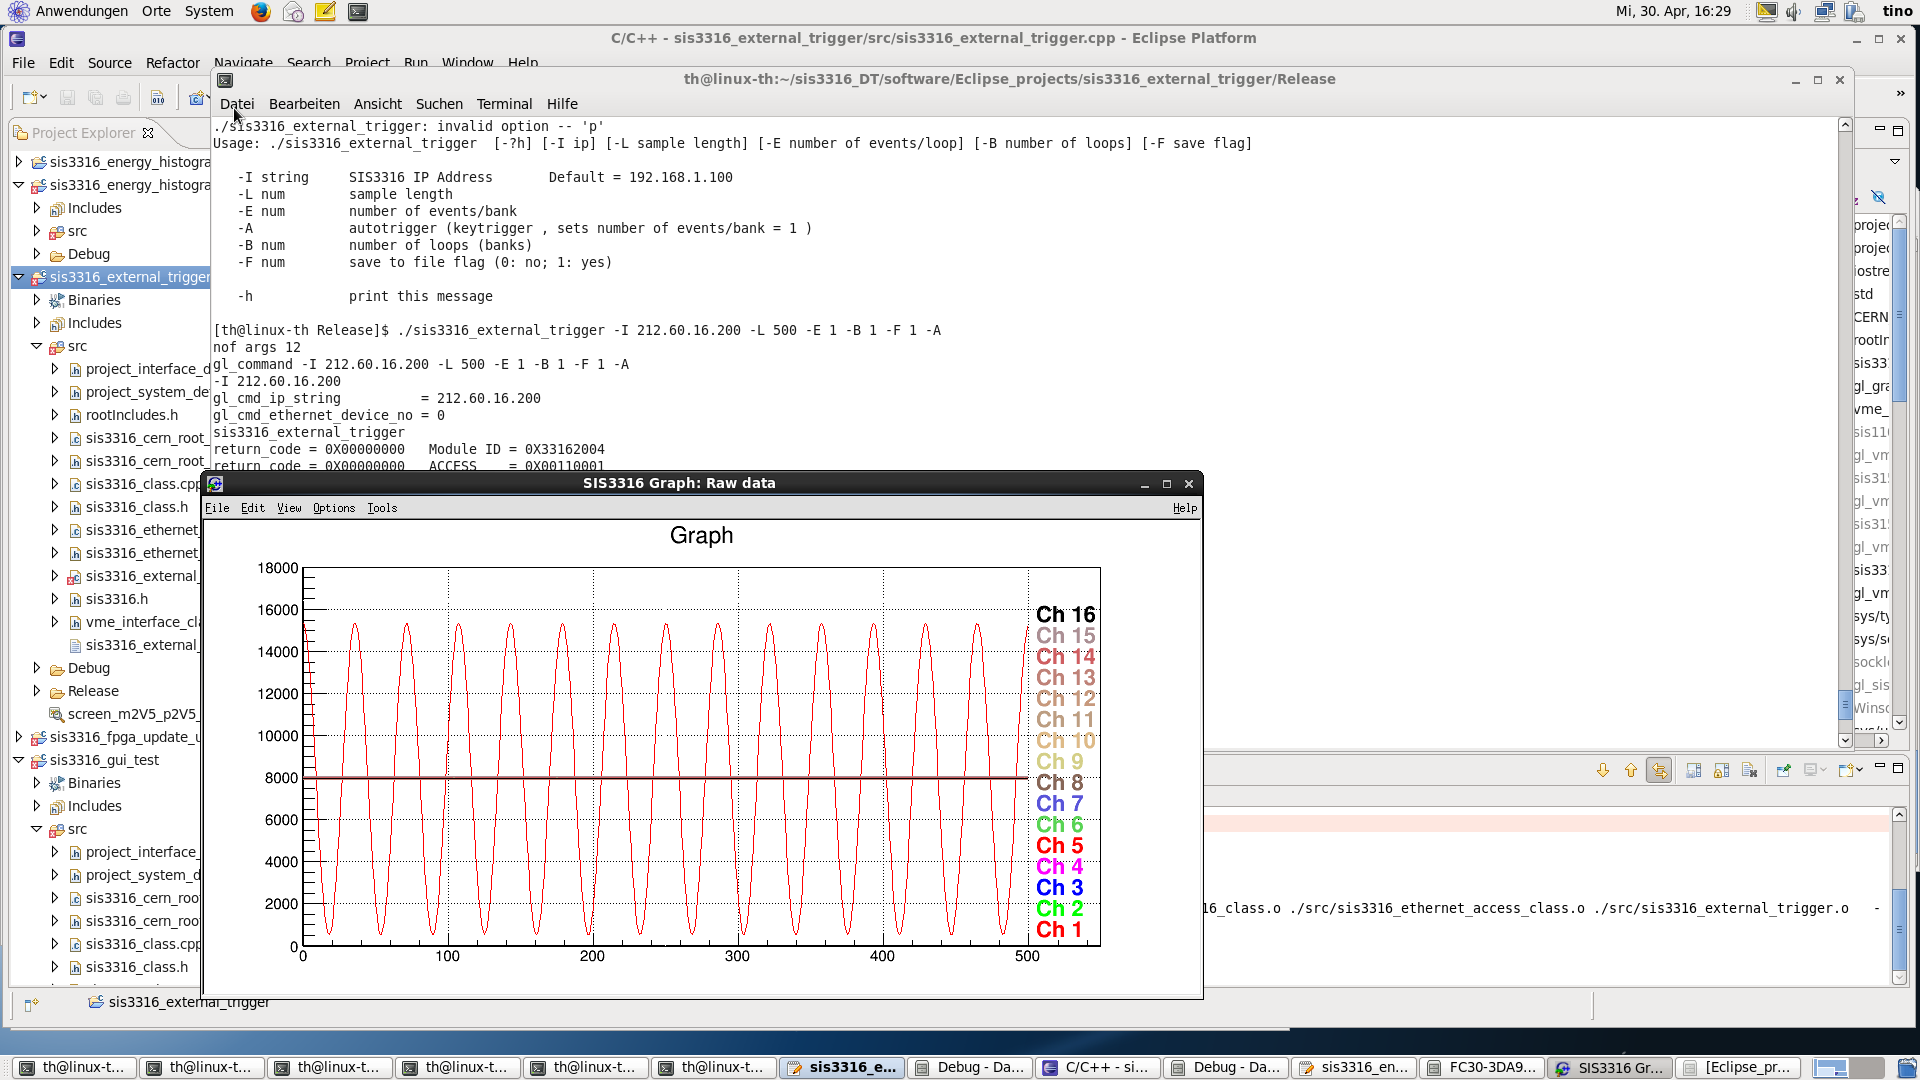 Anwendungen Orte System
Mi, 30. Apr, 16:29 tino
C/C++ - sis3316_external_trigger/src/sis3316_external_trigger.cpp - Eclipse Platform
File Edit Source Refactor Navigate Search Project Run Window Help
th@linux-th:~/sis3316_DT/software/Eclipse_projects/sis3316_external_trigger/Release
Datei Bearbeiten Ansicht Suchen Terminal Hilfe
./sis3316_external_trigger: invalid option -- 'p'
Usage: ./sis3316_external_trigger [-?h] [-I ip] [-L sample length] [-E number of events/loop] [-B number of loops] [-F save flag]
-I string SIS3316 IP Address Default = 192.168.1.100
-L num sample length
-E num number of events/bank
-A autotrigger (keytrigger , sets number of events/bank = 1 )
-B num number of loops (banks)
-F num save to file flag (0: no; 1: yes)
-h print this message
[th@linux-th Release]$ ./sis3316_external_trigger -I 212.60.16.200 -L 500 -E 1 -B 1 -F 1 -A
nof args 12
gl_command -I 212.60.16.200 -L 500 -E 1 -B 1 -F 1 -A
-I 212.60.16.200
gl_cmd_ip_string = 212.60.16.200
gl_cmd_ethernet_device_no = 0
sis3316_external_trigger
return_code = 0X00000000 Module ID = 0X33162004
return_code = 0X00000000 ACCESS = 0X00110001
Project Explorer
sis3316_energy_histogra
sis3316_energy_histogra
Includes
src
Debug
sis3316_external_trigger
Binaries
Includes
src
project_interface_d
project_system_de
rootIncludes.h
sis3316_cern_root_
sis3316_cern_root_
sis3316_class.cpp
sis3316_class.h
sis3316_ethernet_
sis3316_ethernet_
sis3316_external_
sis3316.h
vme_interface_cl
sis3316_external_
Debug
Release
screen_m2V5_p2V5_
sis3316_fpga_update_u
sis3316_gui_test
Binaries
Includes
src
project_interface_
project_system_d
sis3316_cern_roo
sis3316_cern_roo
sis3316_class.cpp
sis3316_class.h
sis3316_external_trigger
SIS3316 Graph: Raw data
File Edit View Options Tools Help
Graph
18000
16000
14000
12000
10000
8000
6000
4000
2000
0
0 100 200 300 400 500
Ch 16
Ch 15
Ch 14
Ch 13
Ch 12
Ch 11
Ch 10
Ch 9
Ch 8
Ch 7
Ch 6
Ch 5
Ch 4
Ch 3
Ch 2
Ch 1
projec
projec
iostre
std
CERN
rootIn
sis33
gl_gra
vme_
sis110
gl_vm
sis315
gl_vm
sis315
gl_vm
sis33
gl_vm
sys/ty
sys/so
sockle
gl_sis
Winso
16_class.o ./src/sis3316_ethernet_access_class.o ./src/sis3316_external_trigger.o -
th@linux-t... th@linux-t... th@linux-t... th@linux-t... th@linux-t... th@linux-t... sis3316_e... Debug - Da... C/C++ - si... Debug - Da... sis3316_en... FC30-3DA9... SIS3316 Gr... [Eclipse_pr...